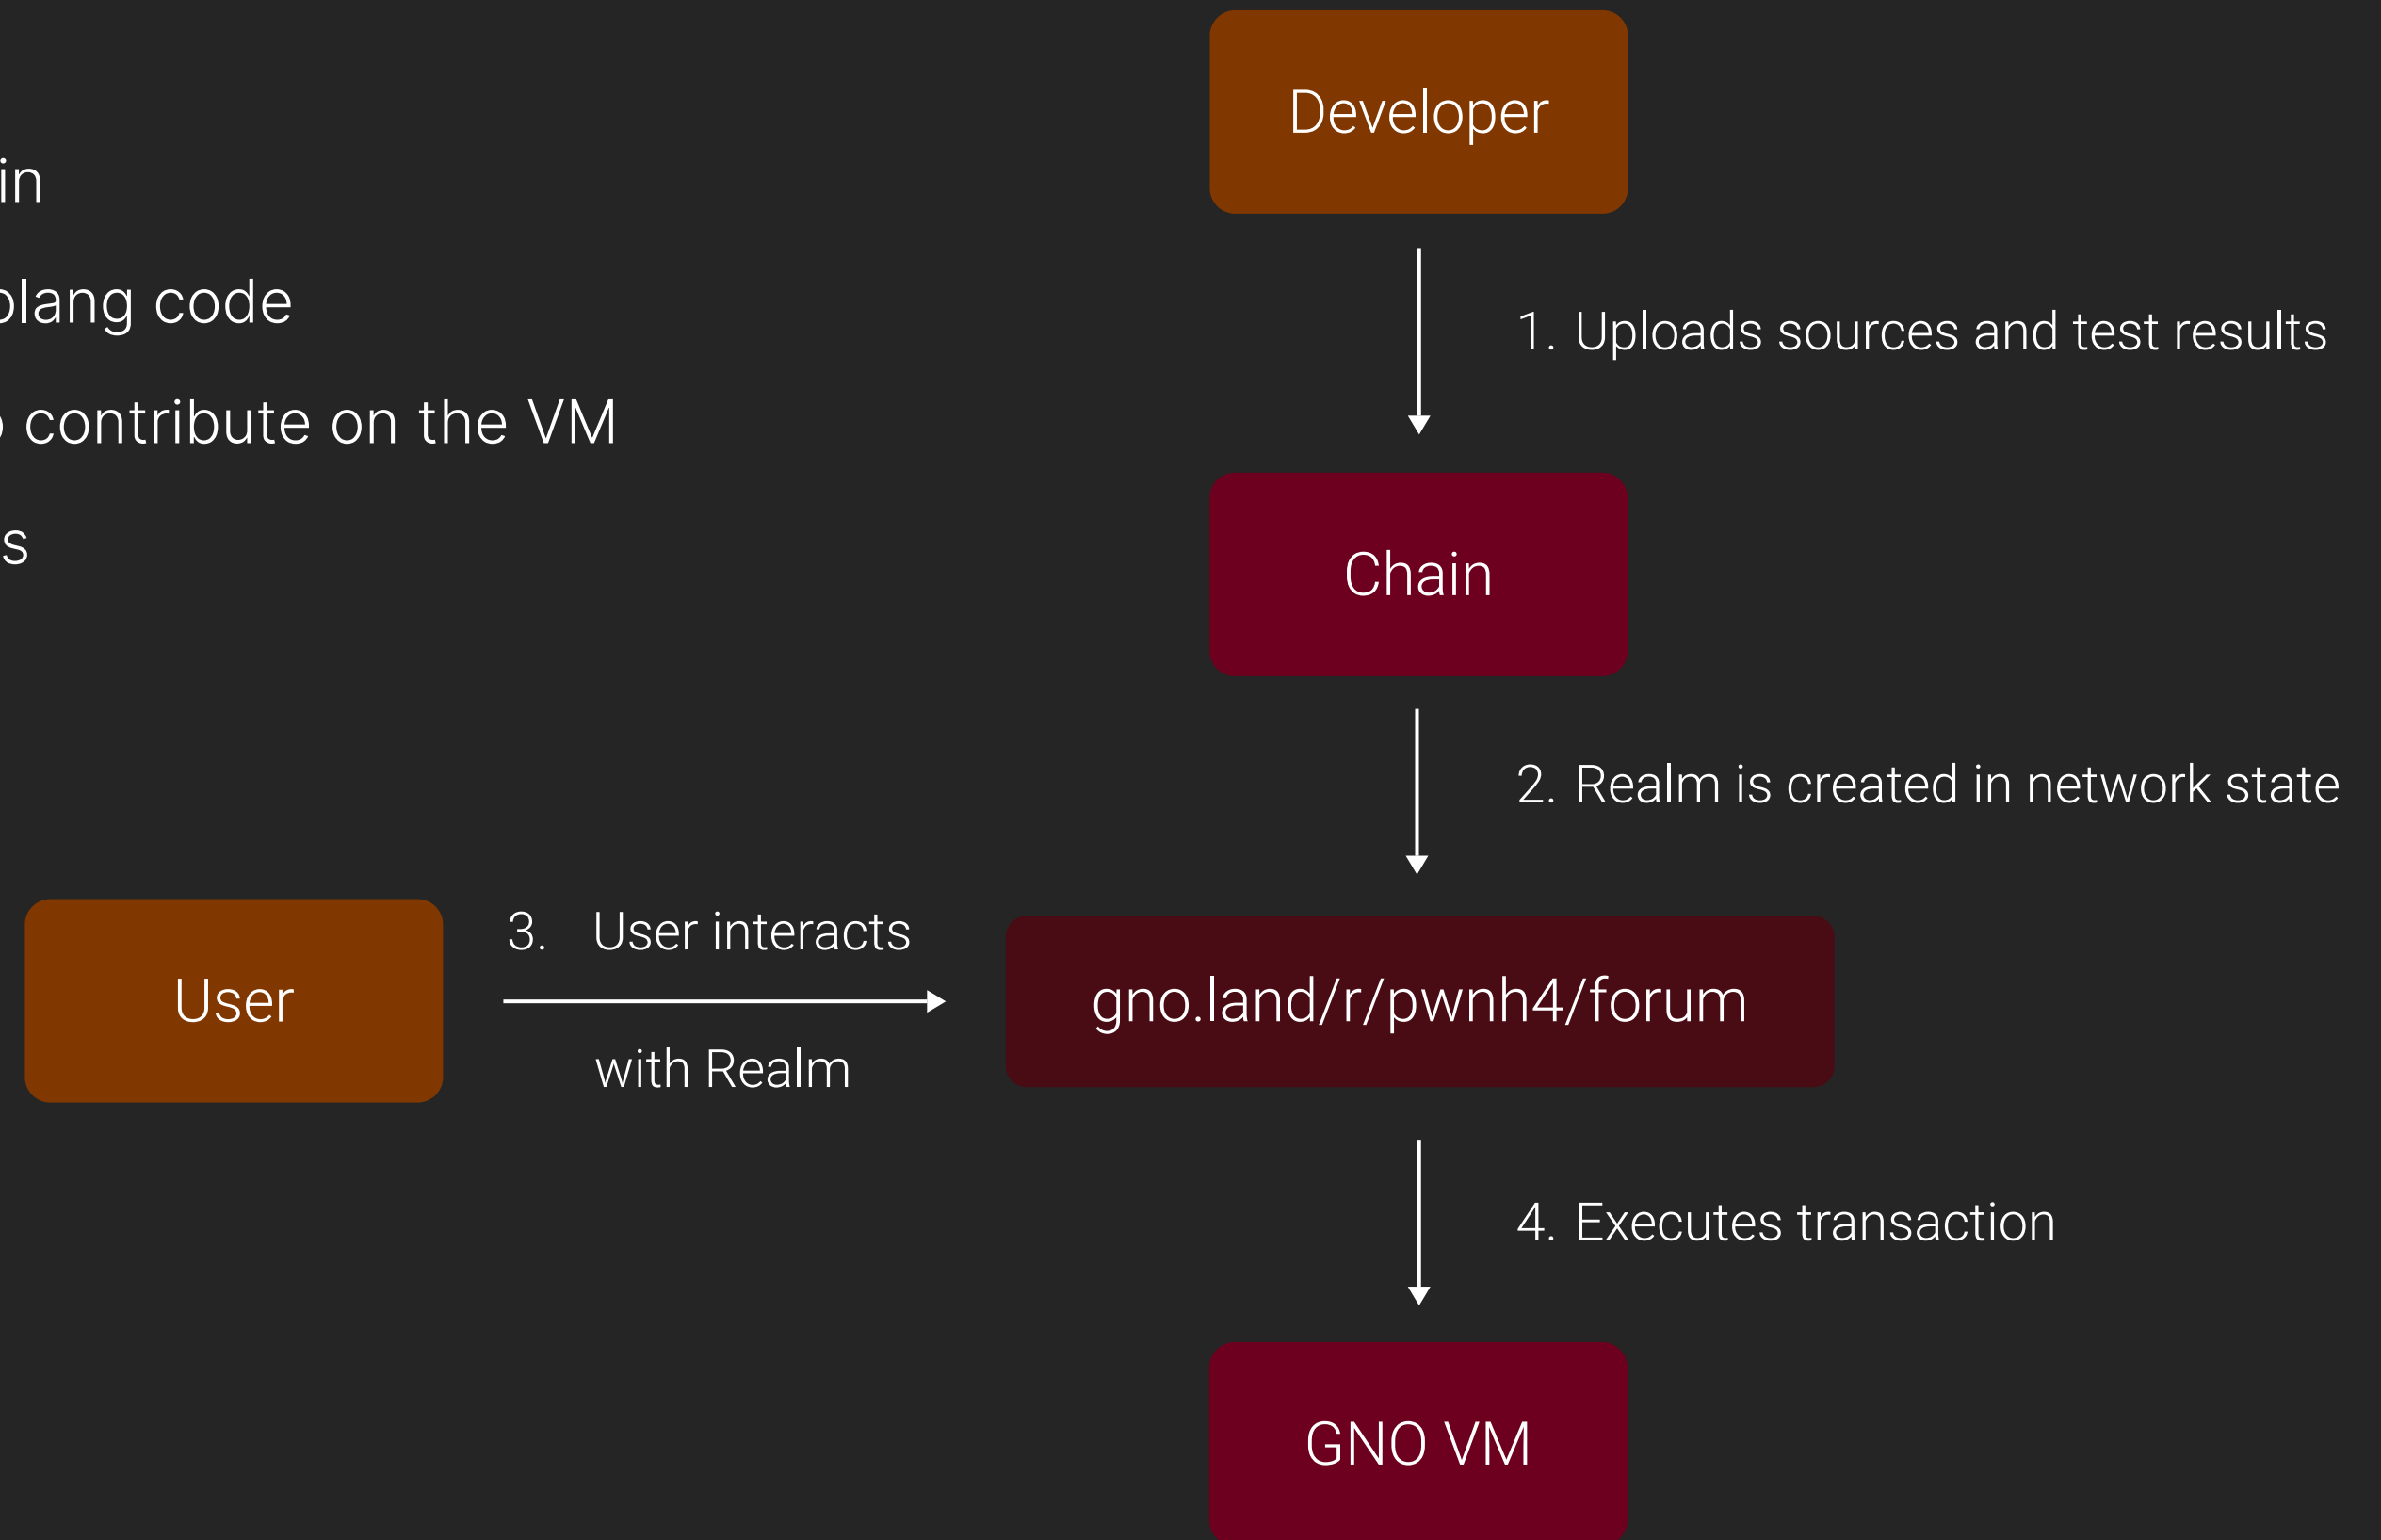 in
lang code
contribute on the VM
s
Developer
1. Uploads sources and test results
Chain
2. Realm is created in network state
User
3. User interacts
with Realm
gno.land/r/pwnh4/forum
4. Executes transaction
GNO VM